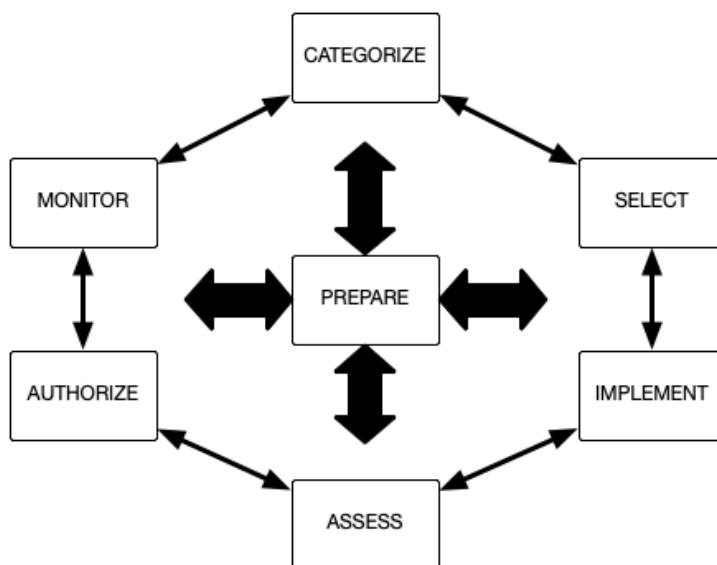 CATEGORIZE
MONITOR
SELECT
PREPARE
AUTHORIZE
IMPLEMENT
ASSESS